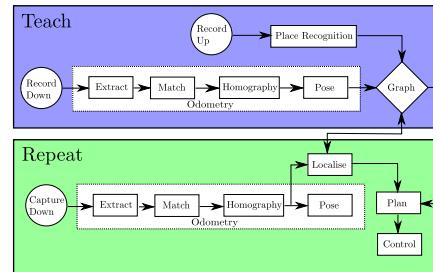 Teach
Record
Up
Place Recognition
Record
Down
Extract
Match
Homography
Pose
Graph
Odometry
Repeat
Localise
Capture
Down
Extract
Match
Homography
Pose
Plan
Odometry
Control